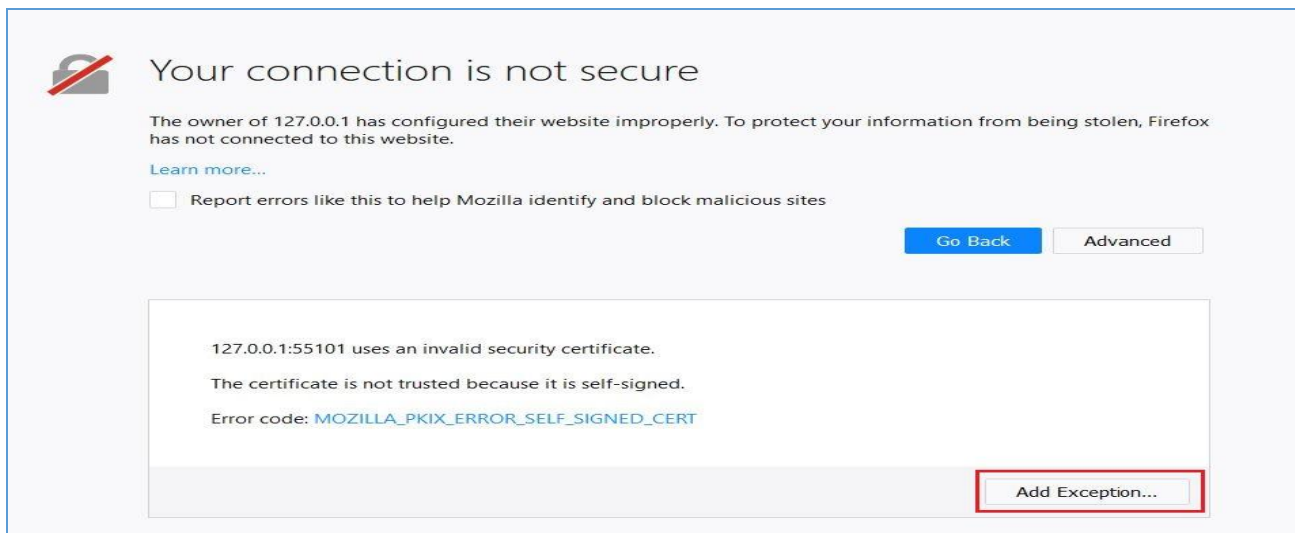 Your connection is not secure
The owner of 127.0.0.1 has configured their website improperly. To protect your information from being stolen, Firefox
has not connected to this website.
Learn more...
Report errors like this to help Mozilla identify and block malicious sites
Go Back Advanced
127.0.0.1:55101 uses an invalid security certificate.
The certificate is not trusted because it is self-signed.
Error code: MOZILLA_PKIX_ERROR_SELF_SIGNED_CERT
Add Exception...